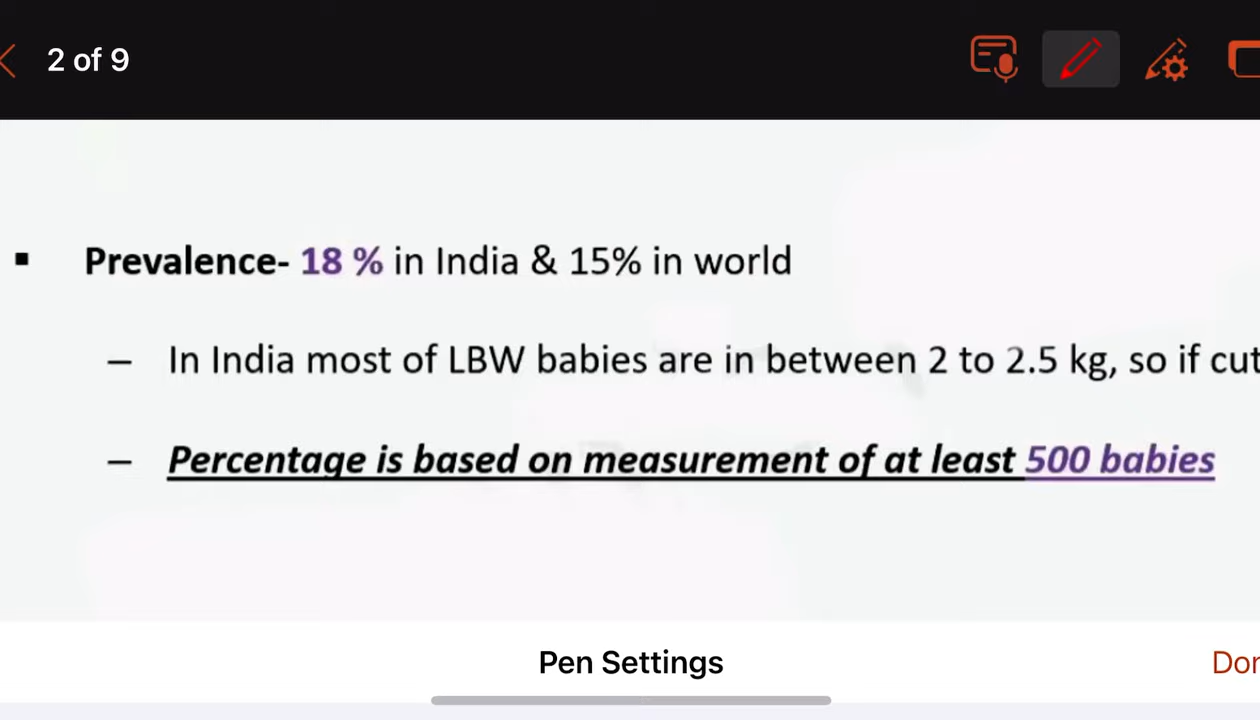 2 of 9
▪ Prevalence- 18 % in India & 15% in world
– In India most of LBW babies are in between 2 to 2.5 kg, so if cut
– Percentage is based on measurement of at least 500 babies
Pen Settings